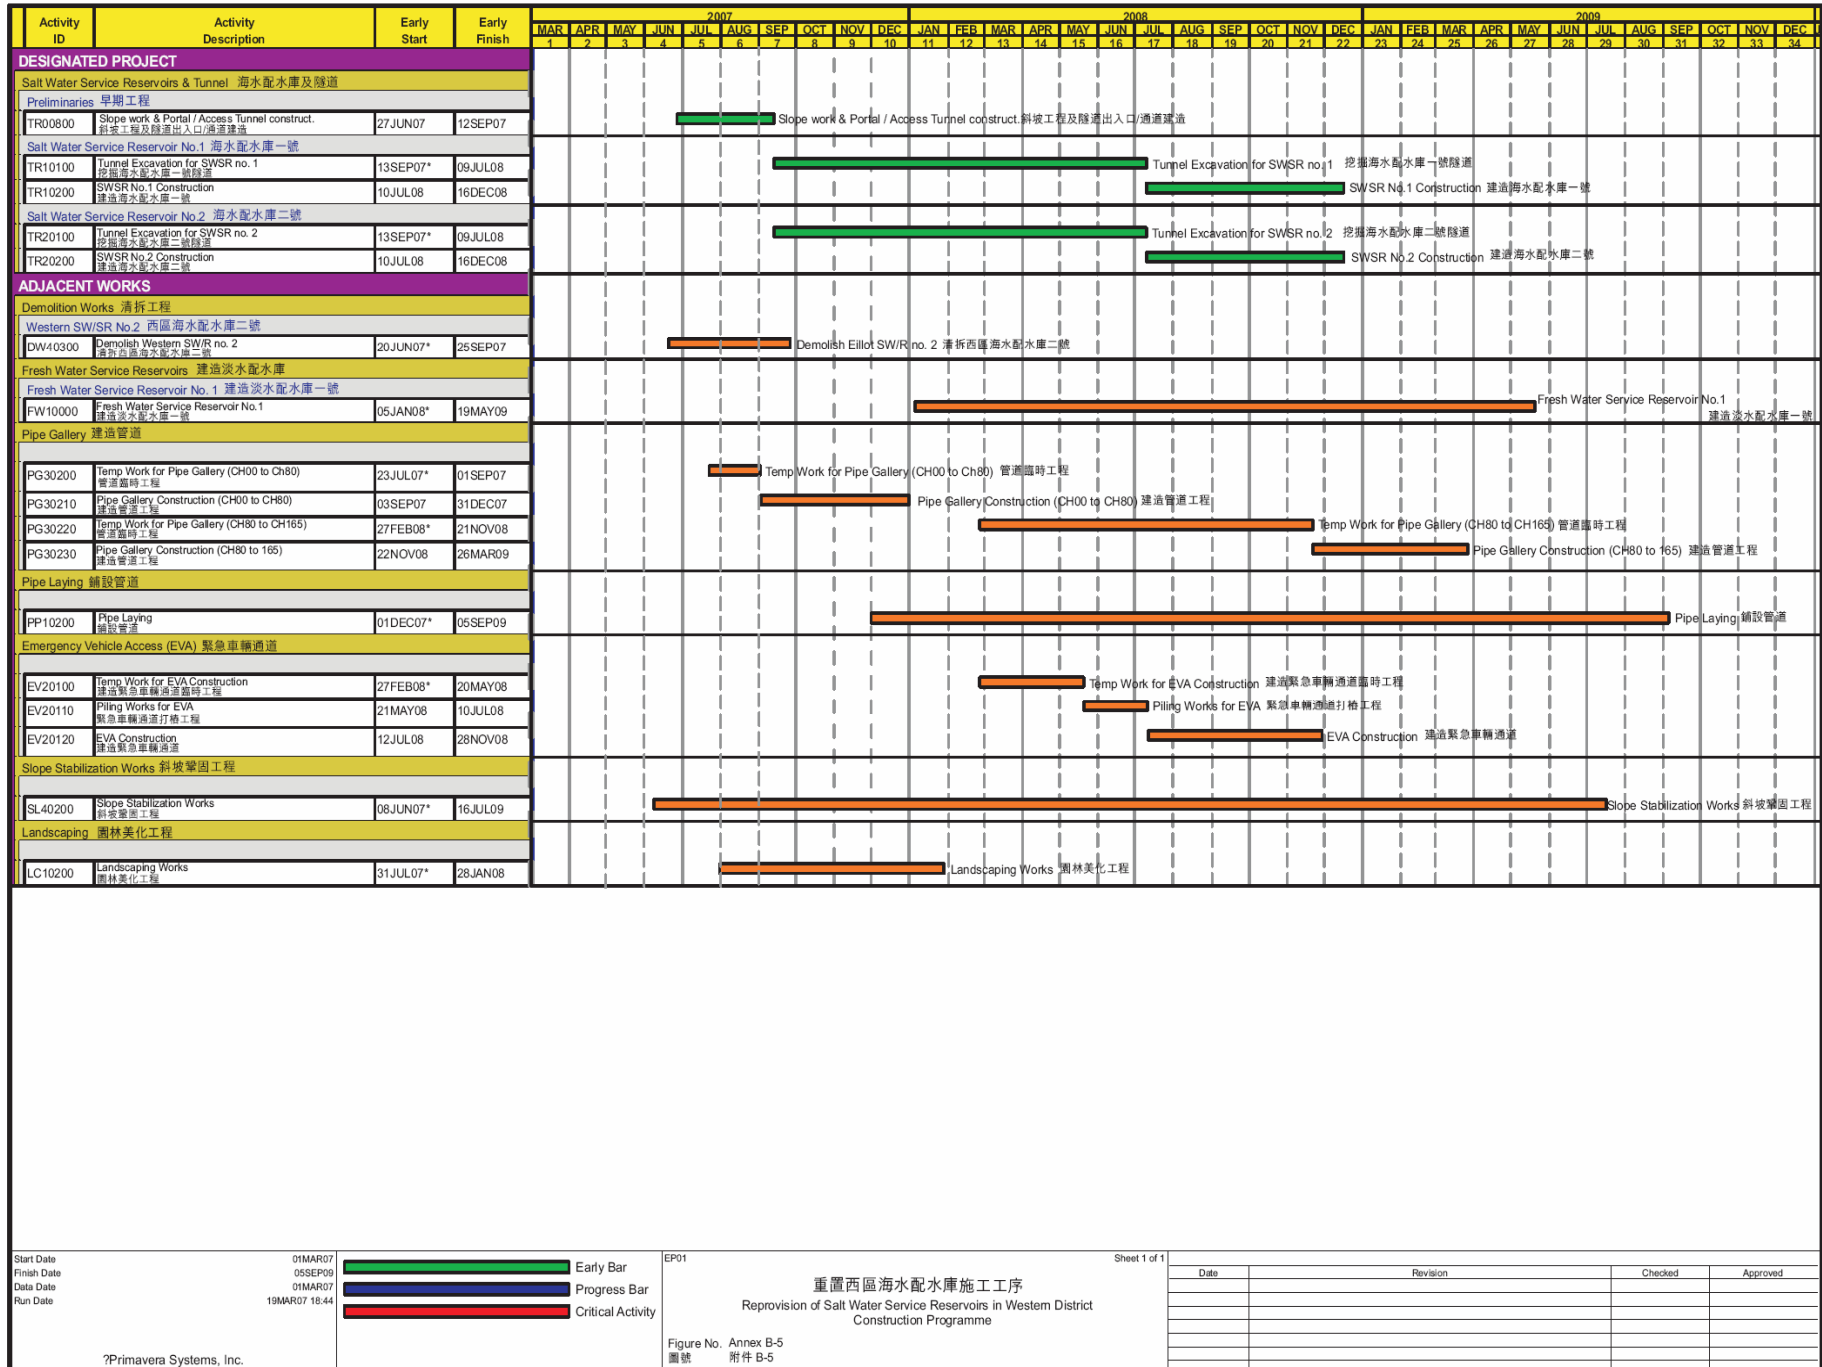 Activity ID
Activity Description
Early Start
Early Finish
2007
2008
2009
MAR APR MAY JUN JUL AUG SEP OCT NOV DEC JAN FEB MAR APR MAY JUN JUL AUG SEP OCT NOV DEC JAN FEB MAR APR MAY JUN JUL AUG SEP OCT NOV DEC
1 2 3 4 5 6 7 8 9 10 11 12 13 14 15 16 17 18 19 20 21 22 23 24 25 26 27 28 29 30 31 32 33 34
DESIGNATED PROJECT
Salt Water Service Reservoirs & Tunnel 海水配水庫及隧道
Preliminaries 早期工程
TR00800 Slope work & Portal / Access Tunnel construct. 27JUN07 12SEP07
斜坡工程及隧道出入口/通道建造
Slope work & Portal / Access Tunnel construct.斜坡工程及隧道出入口/通道建造
Salt Water Service Reservoir No.1 海水配水庫一號
TR10100 Tunnel Excavation for SWSR no. 1 13SEP07* 09JUL08
挖掘海水配水庫一號隧道
Tunnel Excavation for SWSR no. 1 挖掘海水配水庫一號隧道
TR10200 SWSR No.1 Construction 10JUL08 16DEC08
建造海水配水庫一號
SWSR No.1 Construction 建造海水配水庫一號
Salt Water Service Reservoir No.2 海水配水庫二號
TR20100 Tunnel Excavation for SWSR no. 2 13SEP07* 09JUL08
挖掘海水配水庫二號隧道
Tunnel Excavation for SWSR no. 2 挖掘海水配水庫二號隧道
TR20200 SWSR No.2 Construction 10JUL08 16DEC08
建造海水配水庫二號
SWSR No.2 Construction 建造海水配水庫二號
ADJACENT WORKS
Demolition Works 清拆工程
Western SW/SR No.2 西區海水配水庫二號
DW40300 Demolish Western SW/R no. 2 20JUN07* 25SEP07
清拆西區海水配水庫二號
Demolish Eillot SW/R no. 2 清拆西區海水配水庫二號
Fresh Water Service Reservoirs 建造淡水配水庫
Fresh Water Service Reservoir No. 1 建造淡水配水庫一號
FW10000 Fresh Water Service Reservoir No.1 05JAN08* 19MAY09
建造淡水配水庫一號
Fresh Water Service Reservoir No.1
建造淡水配水庫一號
Pipe Gallery 建造管道
PG30200 Temp Work for Pipe Gallery (CH00 to Ch80) 23JUL07* 01SEP07
管道臨時工程
Temp Work for Pipe Gallery (CH00 to Ch80) 管道臨時工程
PG30210 Pipe Gallery Construction (CH00 to CH80) 03SEP07 31DEC07
建造管道工程
Pipe Gallery Construction (CH00 to CH80) 建造管道工程
PG30220 Temp Work for Pipe Gallery (CH80 to CH165) 27FEB08* 21NOV08
管道臨時工程
Temp Work for Pipe Gallery (CH80 to CH165) 管道臨時工程
PG30230 Pipe Gallery Construction (CH80 to 165) 22NOV08 26MAR09
建造管道工程
Pipe Gallery Construction (CH80 to 165) 建造管道工程
Pipe Laying 鋪設管道
PP10200 Pipe Laying 01DEC07* 05SEP09
鋪設管道
Pipe Laying 鋪設管道
Emergency Vehicle Access (EVA) 緊急車輛通道
EV20100 Temp Work for EVA Construction 27FEB08* 20MAY08
建造緊急車輛通道臨時工程
Temp Work for EVA Construction 建造緊急車輛通道臨時工程
EV20110 Piling Works for EVA 21MAY08 10JUL08
緊急車輛通道打樁工程
Piling Works for EVA 緊急車輛通道打樁工程
EV20120 EVA Construction 12JUL08 28NOV08
建造緊急車輛通道
EVA Construction 建造緊急車輛通道
Slope Stabilization Works 斜坡鞏固工程
SL40200 Slope Stabilization Works 08JUN07* 16JUL09
斜坡鞏固工程
Slope Stabilization Works 斜坡鞏固工程
Landscaping 園林美化工程
LC10200 Landscaping Works 31JUL07* 28JAN08
園林美化工程
Landscaping Works 園林美化工程
Start Date 01MAR07
Finish Date 05SEP09
Data Date 01MAR07
Run Date 19MAR07 18:44
?Primavera Systems, Inc.
Early Bar
Progress Bar
Critical Activity
EP01
Sheet 1 of 1
重置西區海水配水庫施工工序
Reprovision of Salt Water Service Reservoirs in Western District
Construction Programme
Figure No. Annex B-5
圖號 附件 B-5
Date Revision Checked Approved